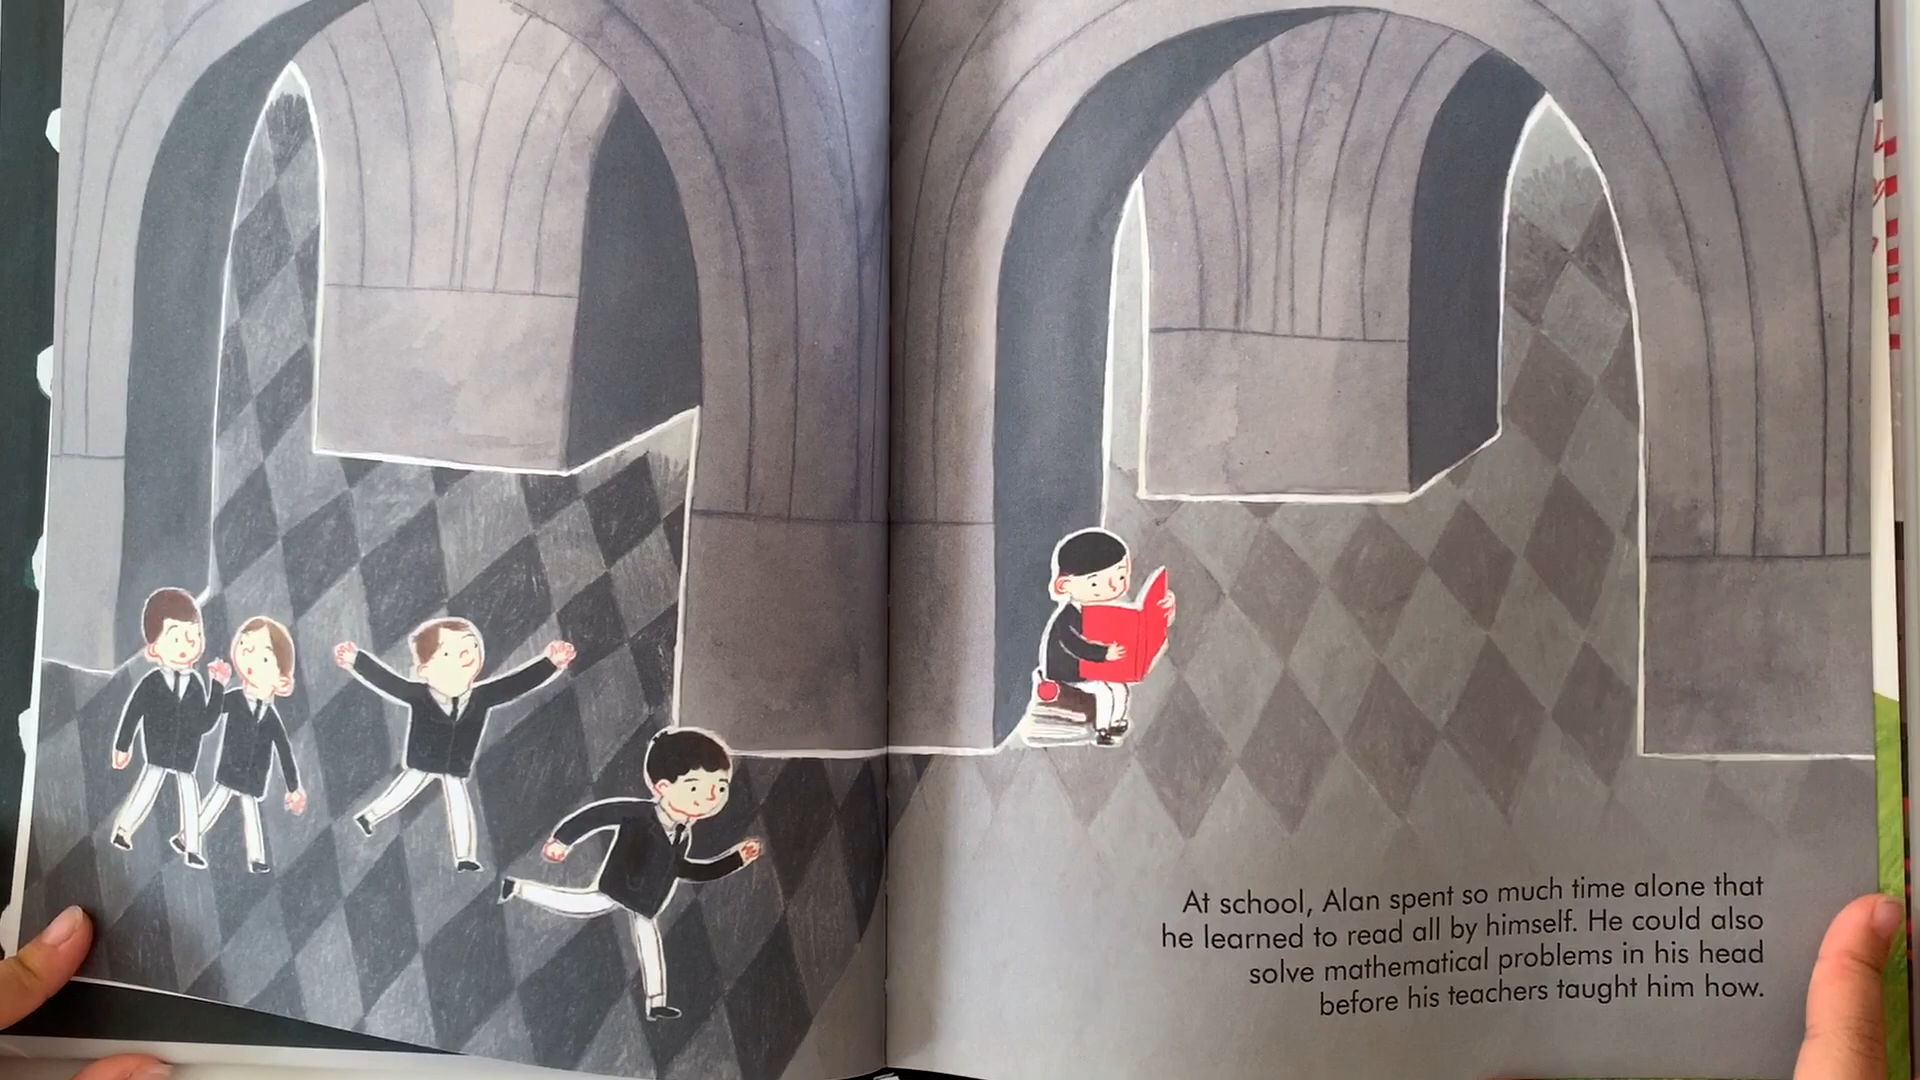 At school, Alan spent so much time alone that
he learned to read all by himself. He could also
solve mathematical problems in his head
before his teachers taught him how.